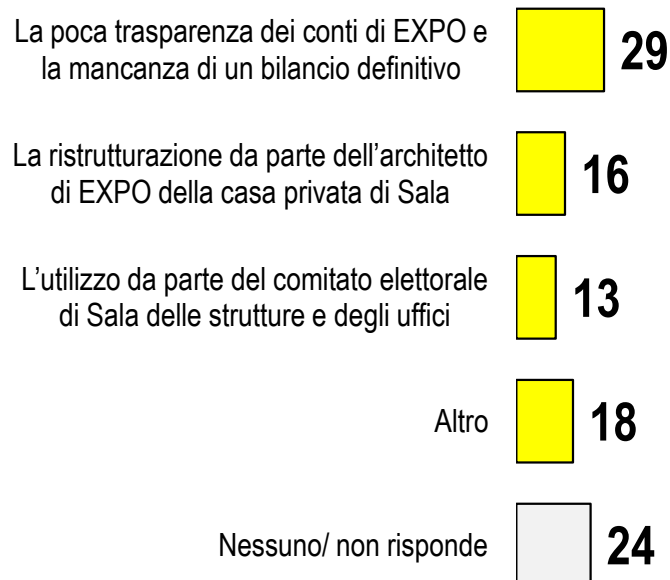 La poca trasparenza dei conti di EXPO e
la mancanza di un bilancio definitivo
29
La ristrutturazione da parte dell’architetto
di EXPO della casa privata di Sala
16
L’utilizzo da parte del comitato elettorale
di Sala delle strutture e degli uffici
13
Altro
18
Nessuno/ non risponde
24